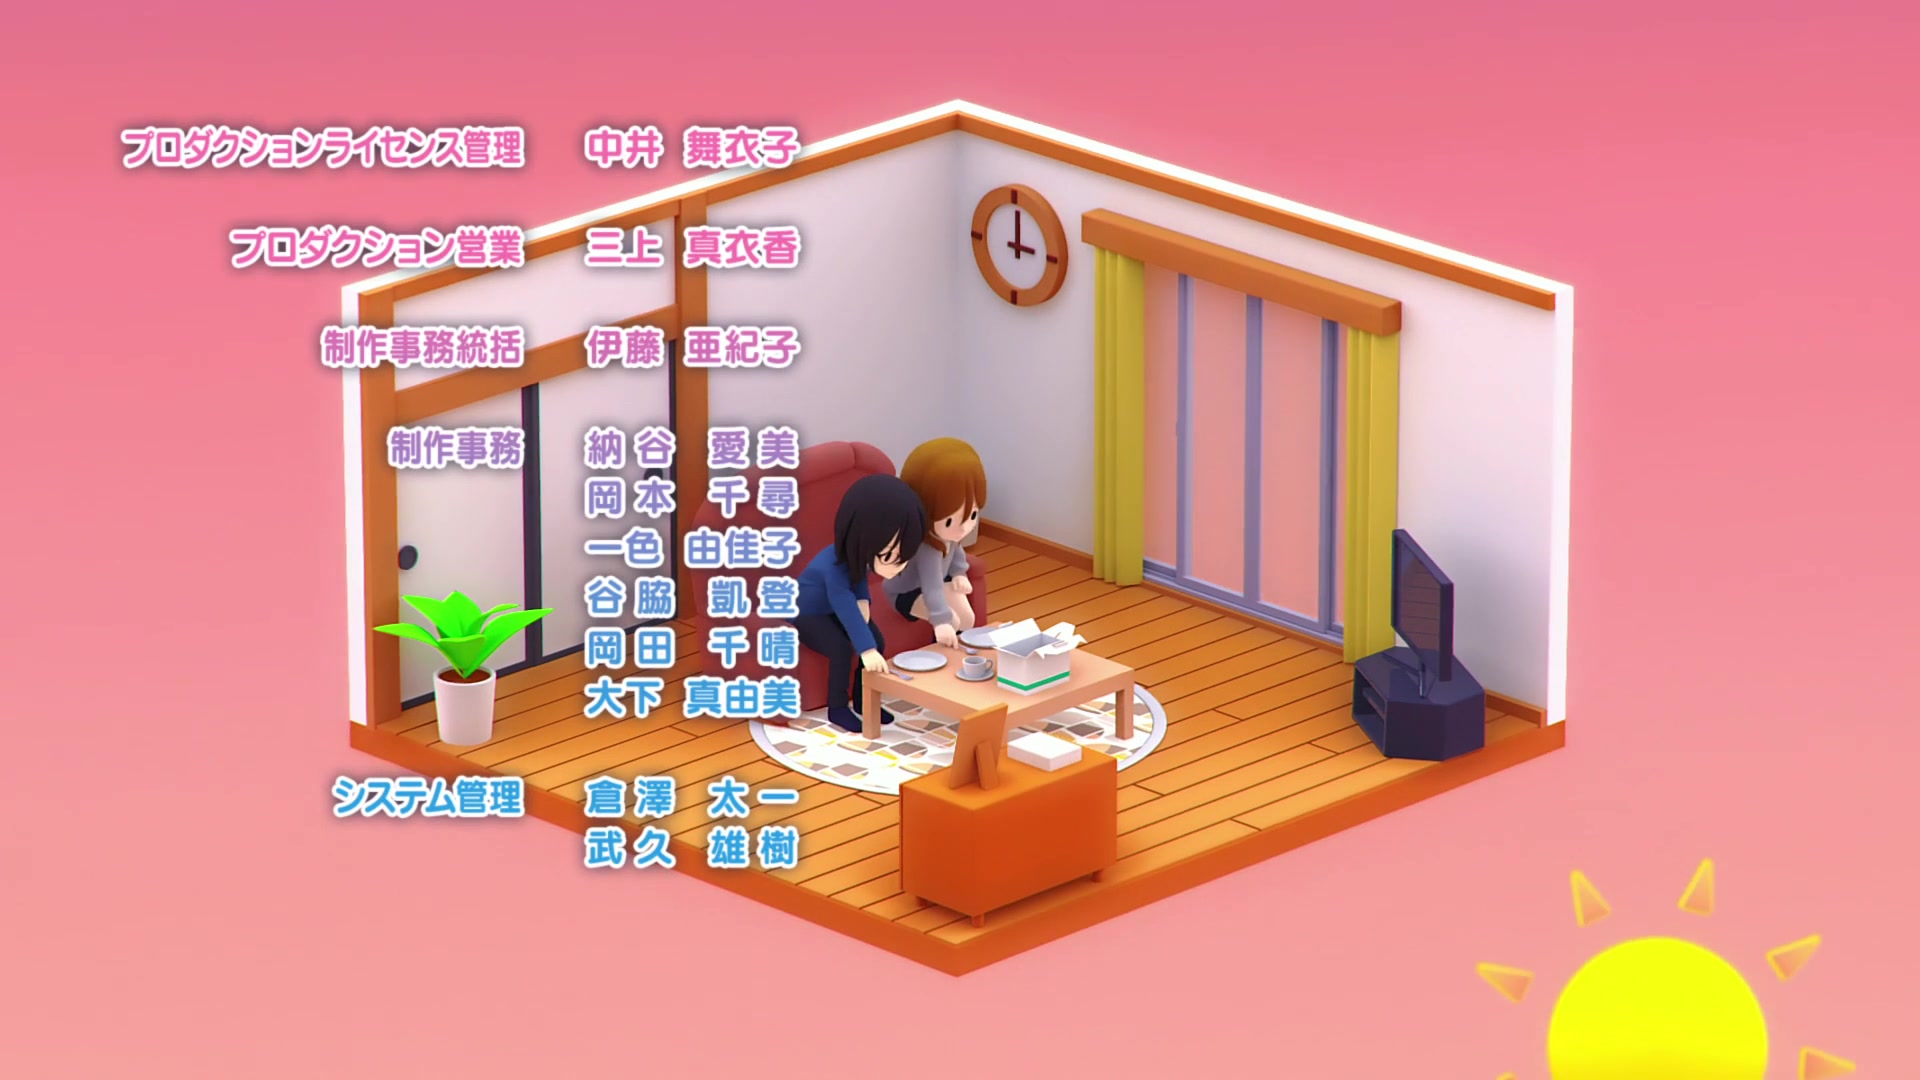 プロダクションライセンス管理 中井 舞衣子
プロダクション営業 三上 真衣香
制作事務統括 伊藤 亜紀子
制作事務 納谷 愛美
岡本 千尋
一色 由佳子
谷脇 凱登
岡田 千晴
大下 真由美
システム管理 倉澤 太一
武久 雄樹